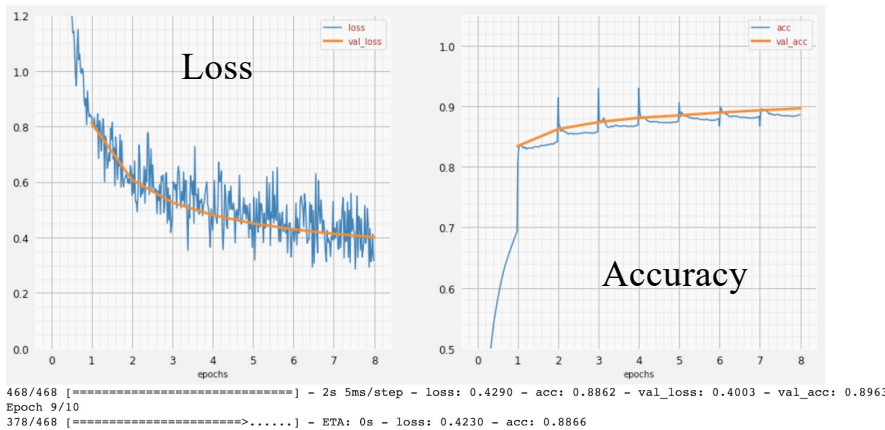 1.2
1.0
0.8
0.6
0.4
0.2
0.0
loss
val_loss
Loss
0 1 2 3 4 5 6 7 8
epochs
1.0
0.9
0.8
0.7
0.6
0.5
acc
val_acc
Accuracy
0 1 2 3 4 5 6 7 8
epochs
468/468 [==============================] - 2s 5ms/step - loss: 0.4290 - acc: 0.8862 - val_loss: 0.4003 - val_acc: 0.8963
Epoch 9/10
378/468 [=======================>......] - ETA: 0s - loss: 0.4230 - acc: 0.8866